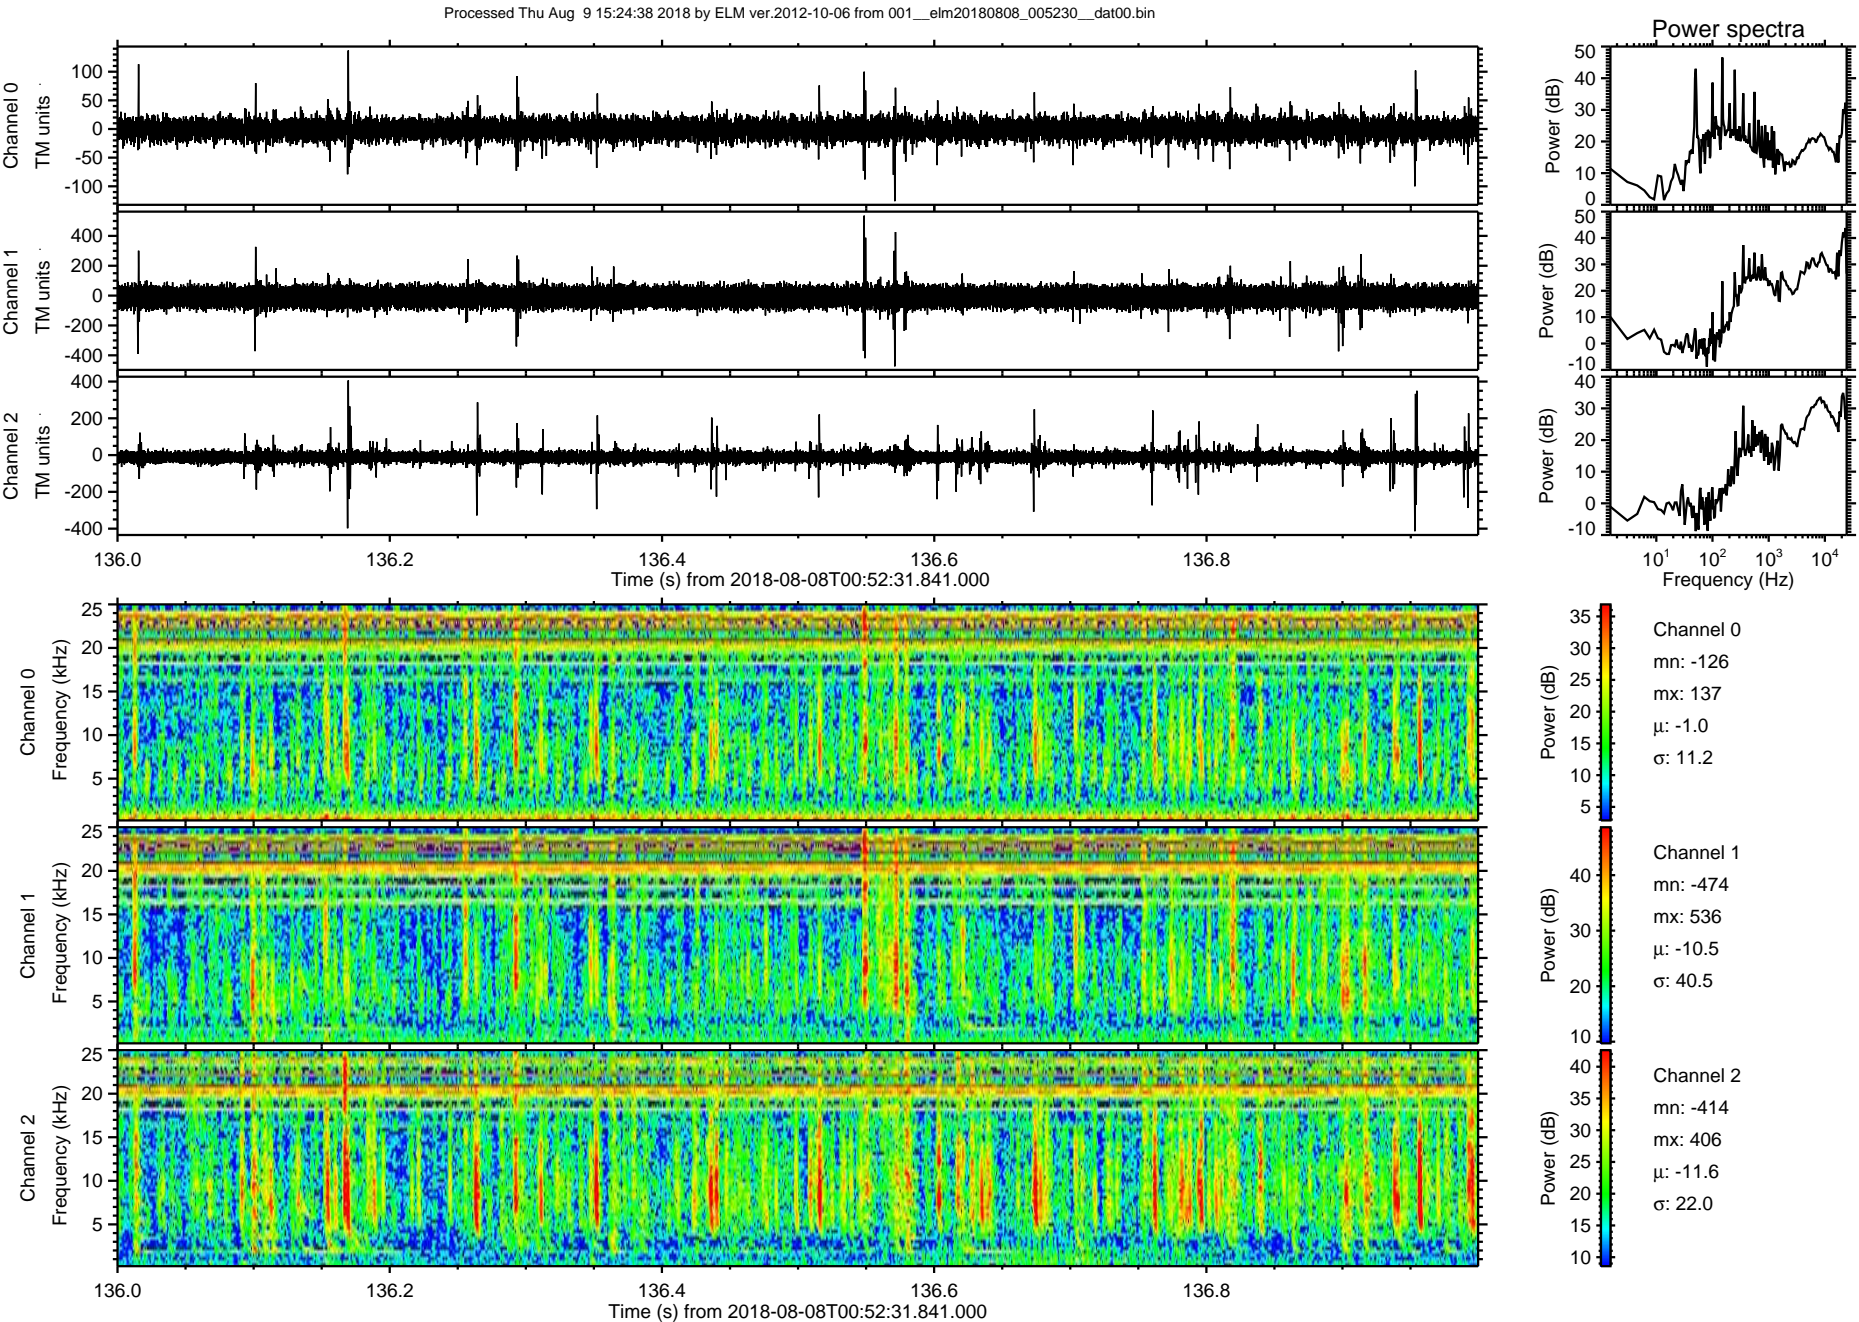 Processed Thu Aug  9 15:24:38 2018 by ELM ver.2012-10-06 from 001__elm20180808_005230__dat00.bin
Power spectra
Channel 0
TM units
100
50
0
-50
-100
Power (dB)
50
40
30
20
10
0
Channel 1
TM units
400
200
0
-200
-400
Power (dB)
50
40
30
20
10
0
-10
Channel 2
TM units
400
200
0
-200
-400
Power (dB)
40
30
20
10
0
-10
136.0 136.2 136.4 136.6 136.8
Time (s) from 2018-08-08T00:52:31.841.000
10¹ 10² 10³ 10⁴
Frequency (Hz)
Channel 0
Frequency (kHz)
25
20
15
10
5
Power (dB)
35
30
25
20
15
10
5
Channel 0
mn: -126
mx: 137
µ: -1.0
σ: 11.2
Channel 1
Frequency (kHz)
25
20
15
10
5
Power (dB)
40
30
20
10
Channel 1
mn: -474
mx: 536
µ: -10.5
σ: 40.5
Channel 2
Frequency (kHz)
25
20
15
10
5
Power (dB)
40
35
30
25
20
15
10
Channel 2
mn: -414
mx: 406
µ: -11.6
σ: 22.0
136.0 136.2 136.4 136.6 136.8
Time (s) from 2018-08-08T00:52:31.841.000